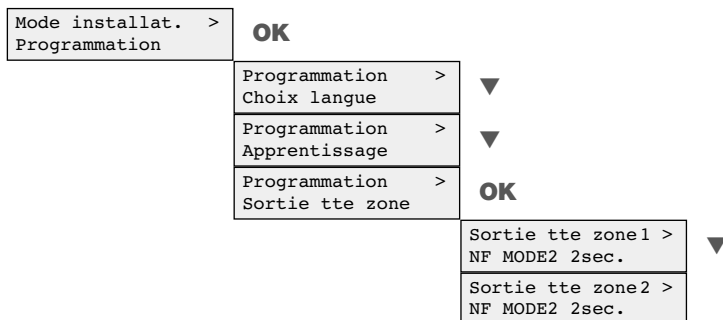 Mode installat. >
Programmation
OK
Programmation >
Choix langue
▼
Programmation >
Apprentissage
▼
Programmation >
Sortie tte zone
OK
Sortie tte zone1 >
NF MODE2 2sec.
▼
Sortie tte zone2 >
NF MODE2 2sec.